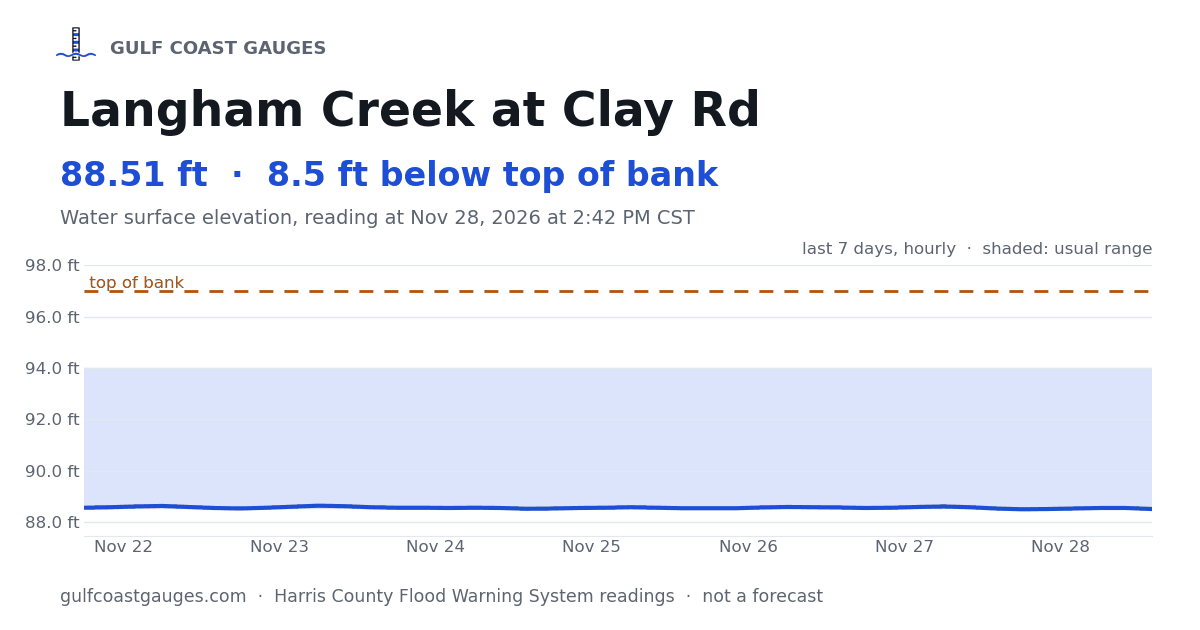 GULF COAST GAUGES
Langham Creek at Clay Rd
88.51 ft · 8.5 ft below top of bank
Water surface elevation, reading at Nov 28, 2026 at 2:42 PM CST
last 7 days, hourly · shaded: usual range
98.0 ft
top of bank
96.0 ft
94.0 ft
92.0 ft
90.0 ft
88.0 ft
Nov 22 Nov 23 Nov 24 Nov 25 Nov 26 Nov 27 Nov 28
gulfcoastgauges.com · Harris County Flood Warning System readings · not a forecast